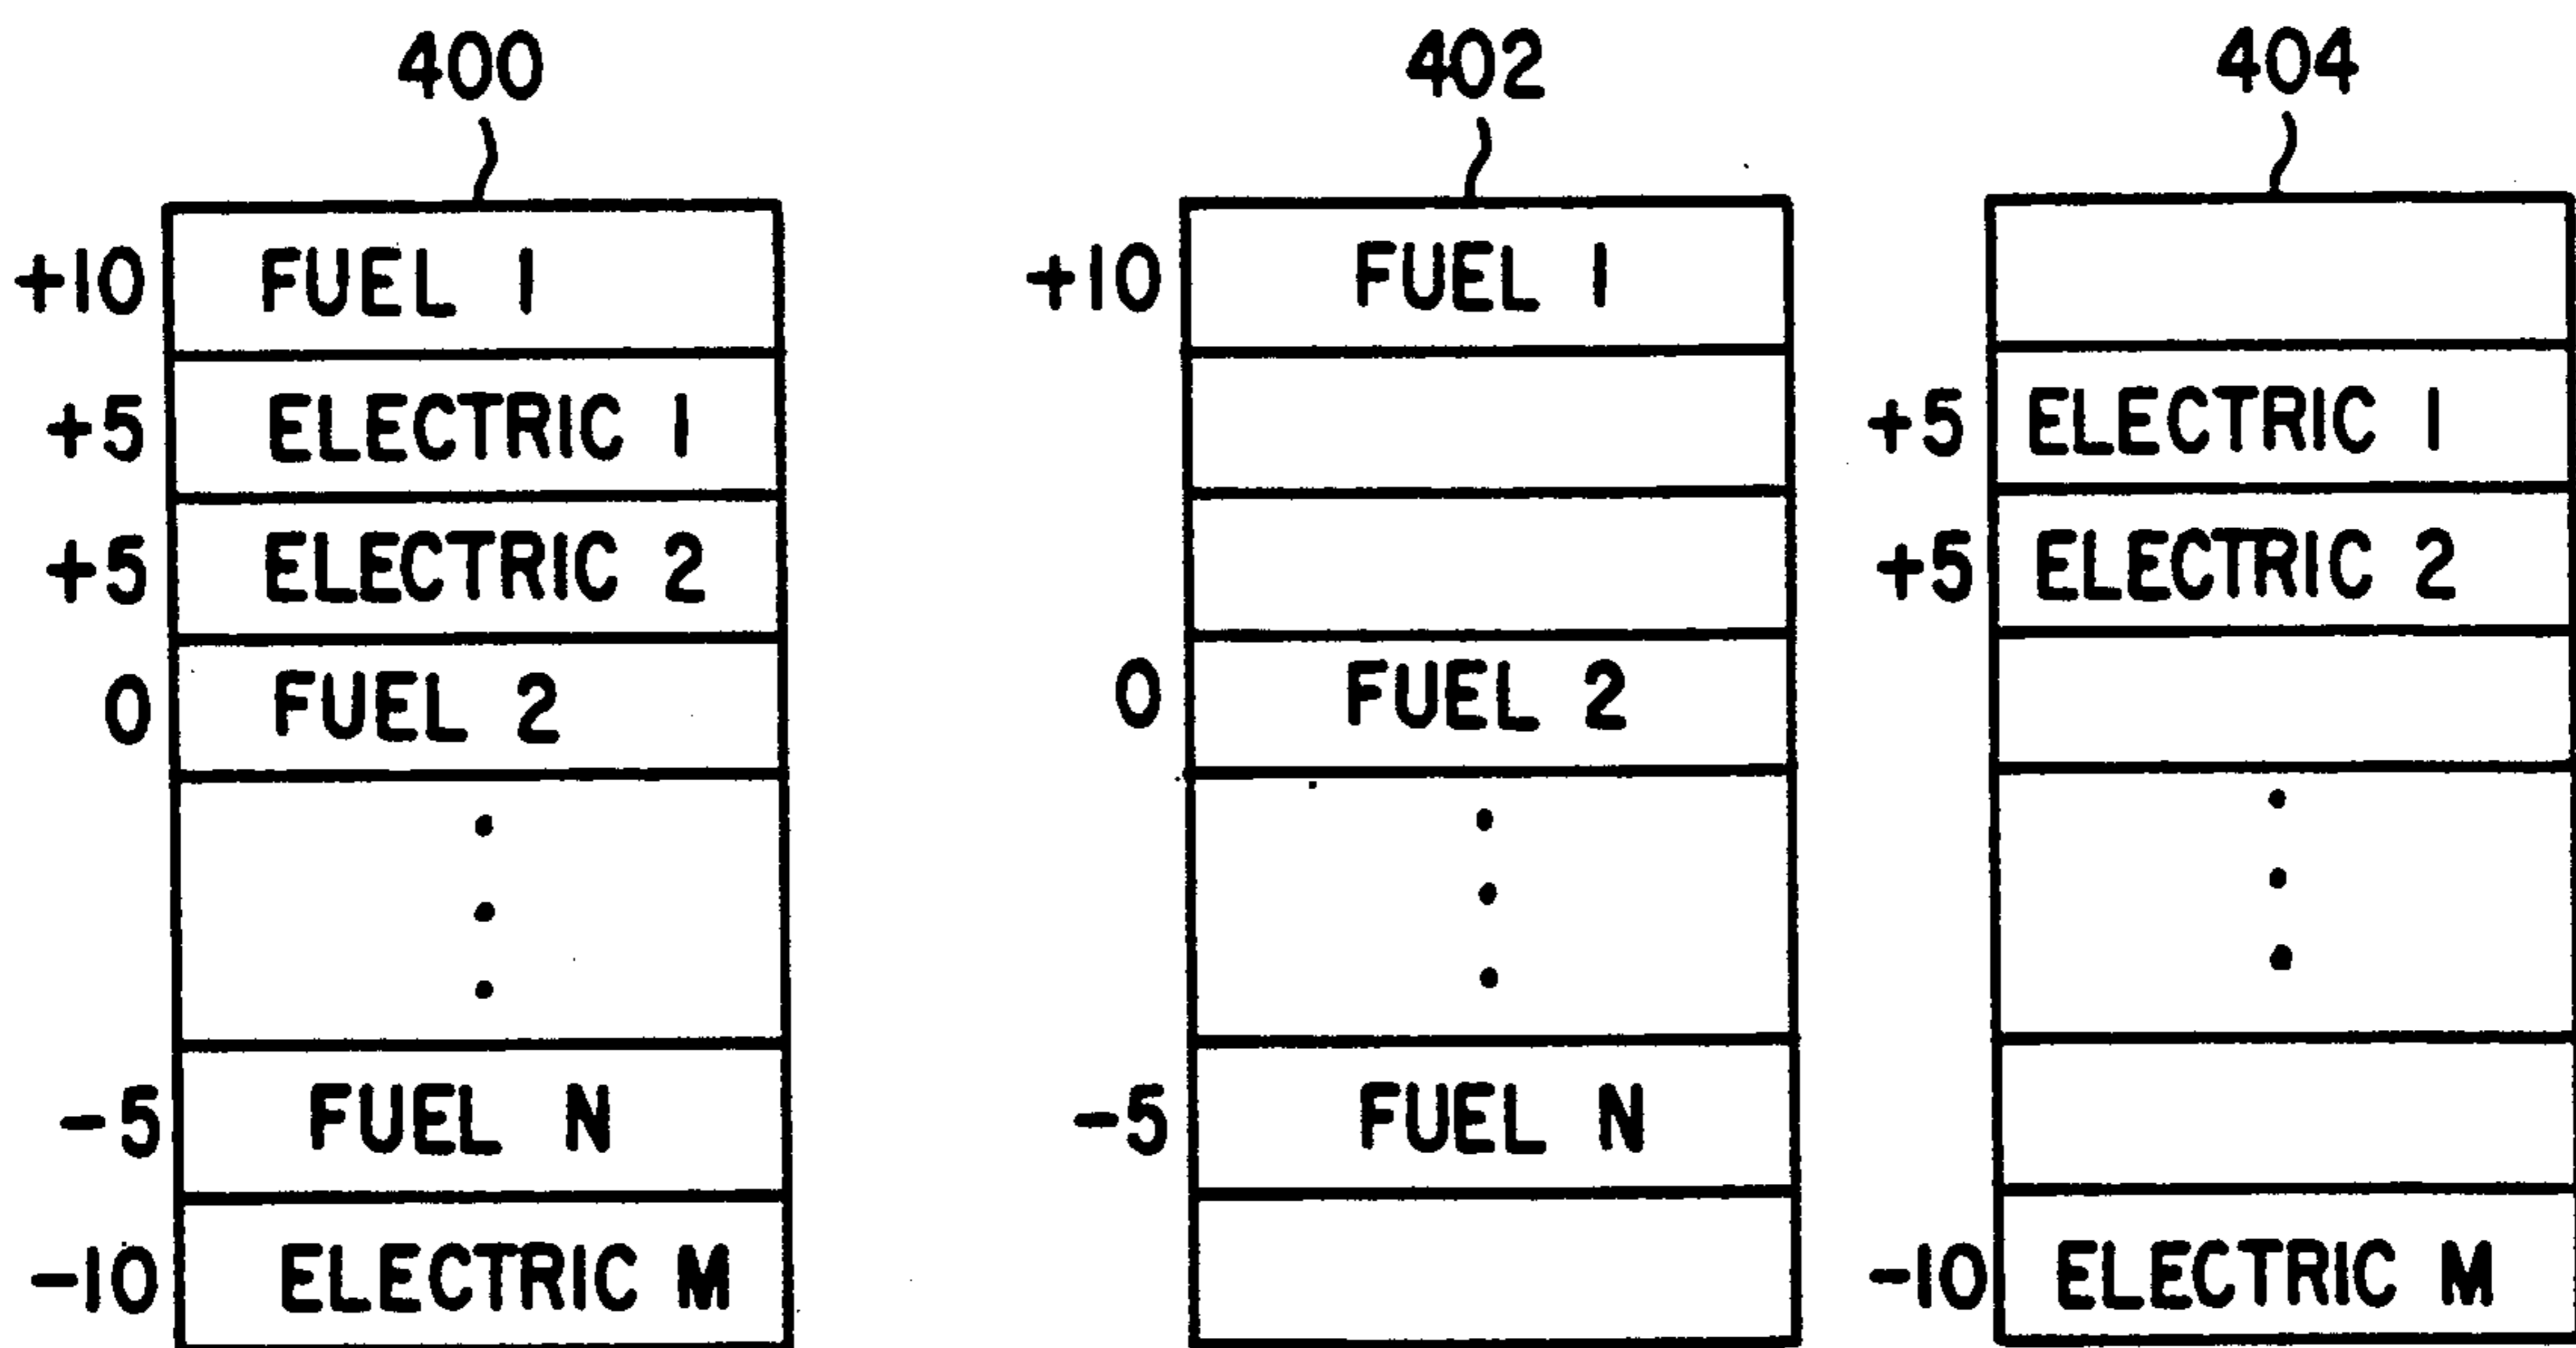 400
+10 FUEL 1
+5 ELECTRIC 1
+5 ELECTRIC 2
0 FUEL 2
-5 FUEL N
-10 ELECTRIC M
402
+10 FUEL 1
0 FUEL 2
-5 FUEL N
404
+5 ELECTRIC 1
+5 ELECTRIC 2
-10 ELECTRIC M